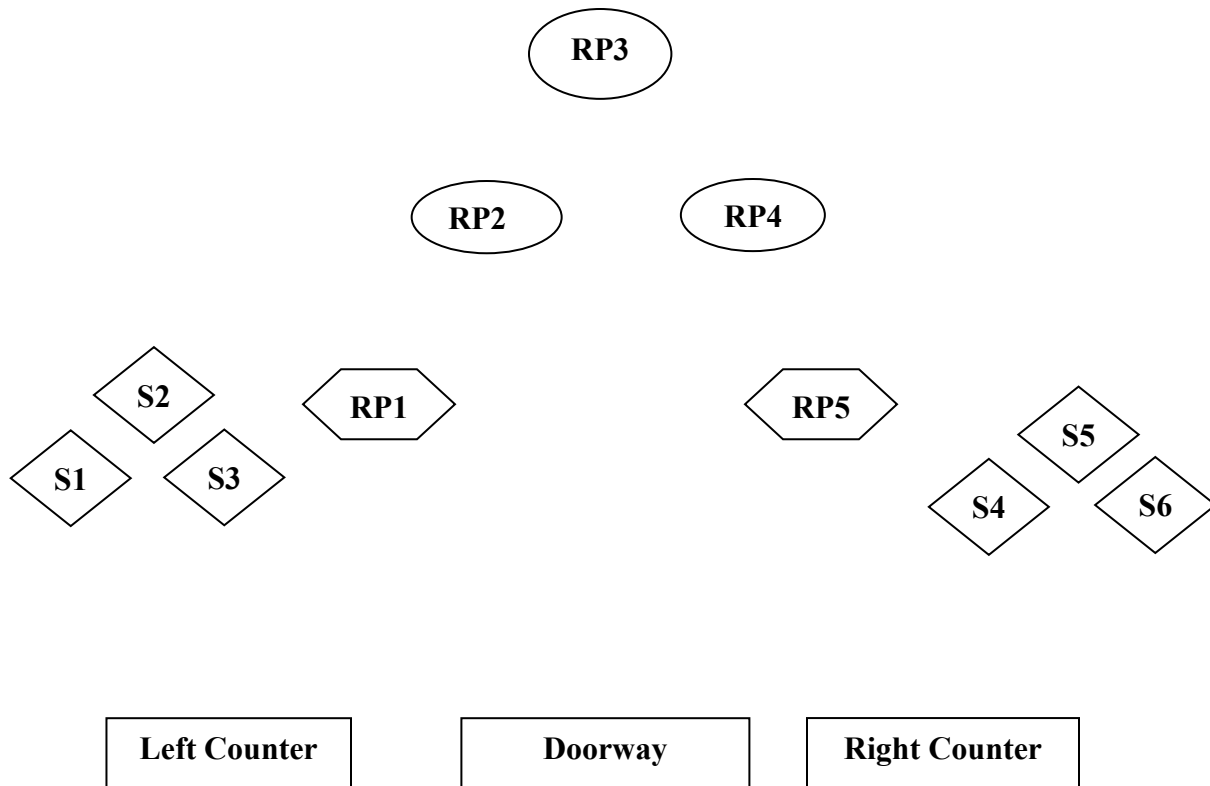 RP3
RP2 RP4
S2 RP1 RP5 S5
S1 S3 S4 S6
Left Counter Doorway Right Counter